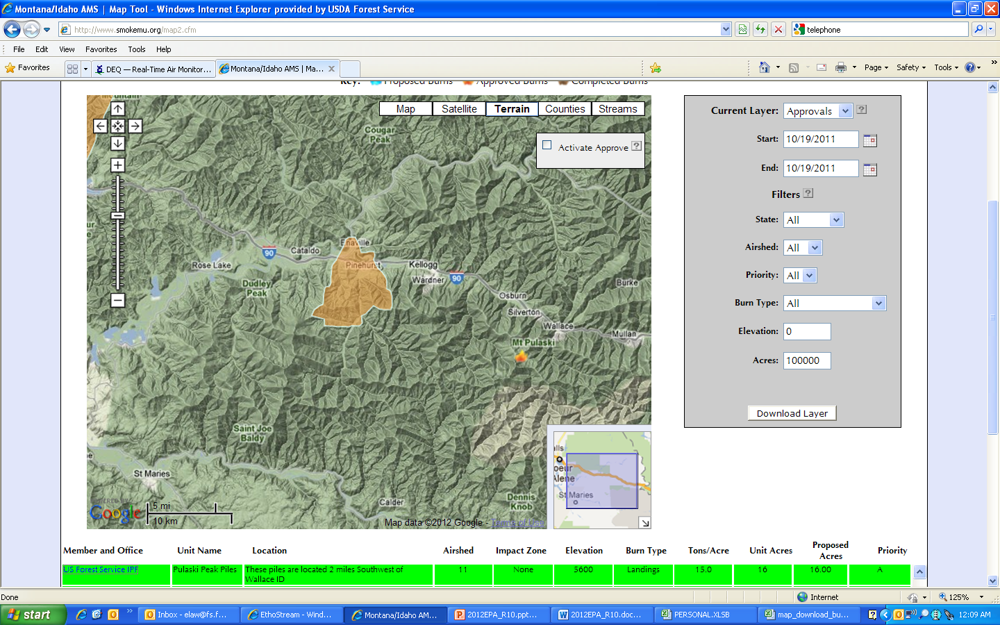 Montana/Idaho AMS | Map Tool - Windows Internet Explorer provided by USDA Forest Service
http://www.smokemu.org/map2.cfm
telephone
File Edit View Favorites Tools Help
Favorites
DEQ — Real-Time Air Monitor...
Montana/Idaho AMS | Ma...
Page Safety Tools
Key: Proposed Burns Approved Burns Completed Burns
Map Satellite Terrain Counties Streams
Activate Approve ?
Mountain
Cougar
Peak
Enaville
90
Cataldo
Rose Lake
Pinehurst
Kellogg
Wardner
90
Dudley
Peak
Burke
Osburn
Silverton
Wallace
Mullan
Mt Pulaski
Saint Joe
Baldy
St Maries
Calder
Dennis
Knob
POWERED BY
Google
5 mi
10 km
Map data ©2012 Google - Terms of Use
alls
oeur
Alene
St Maries
Current Layer: Approvals ?
Start: 10/19/2011
End: 10/19/2011
Filters ?
State: All
Airshed: All
Priority: All
Burn Type: All
Elevation: 0
Acres: 100000
Download Layer
Member and Office Unit Name Location Airshed Impact Zone Elevation Burn Type Tons/Acre Unit Acres Proposed Acres Priority
US Forest Service IPF Pulaski Peak Piles These piles are located 2 miles Southwest of Wallace ID 11 None 5600 Landings 15.0 16 16.00 A
Done
Internet
125%
start
Inbox - elaw@fs.f...
EthoStream - Wind...
Montana/Idaho AM...
2012EPA_R10.ppt...
2012EPA_R10.doc...
PERSONAL.XLSB
map_download_bu...
12:09 AM